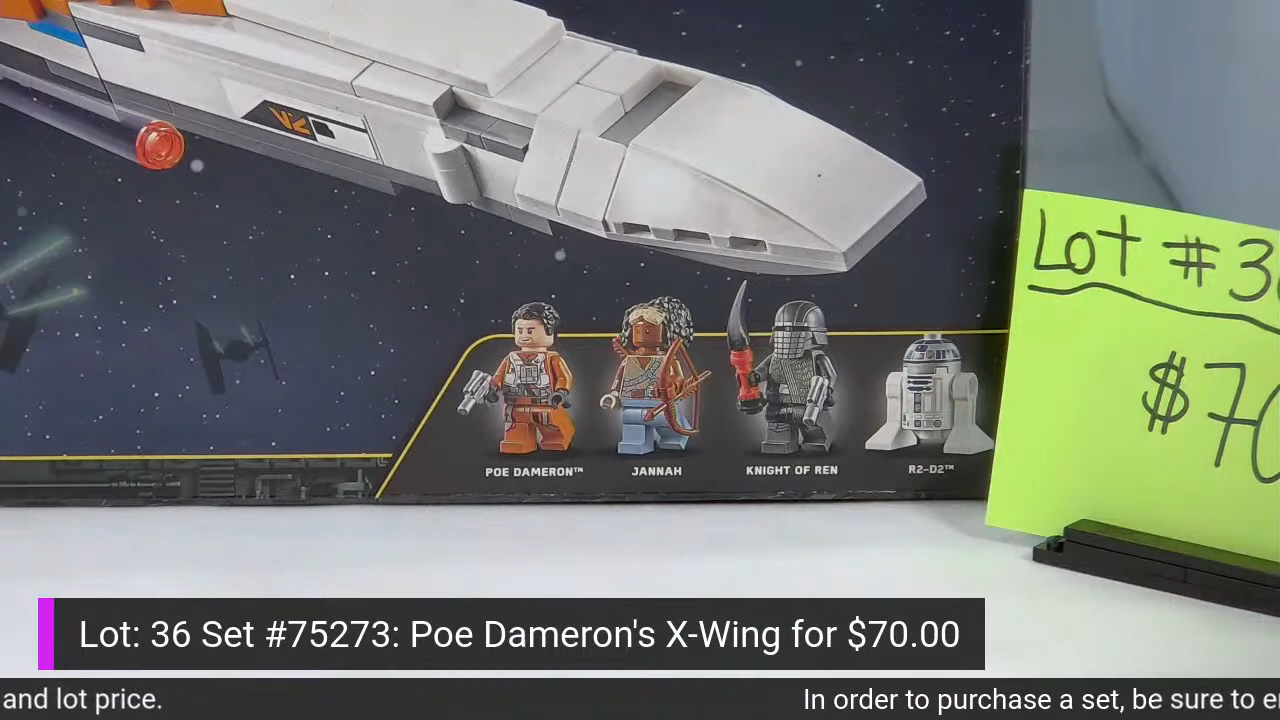 Lot #3
$70
POE DAMERON™
JANNAH
KNIGHT OF REN
R2-D2™
Lot: 36 Set #75273: Poe Dameron's X-Wing for $70.00
and lot price.
In order to purchase a set, be sure to